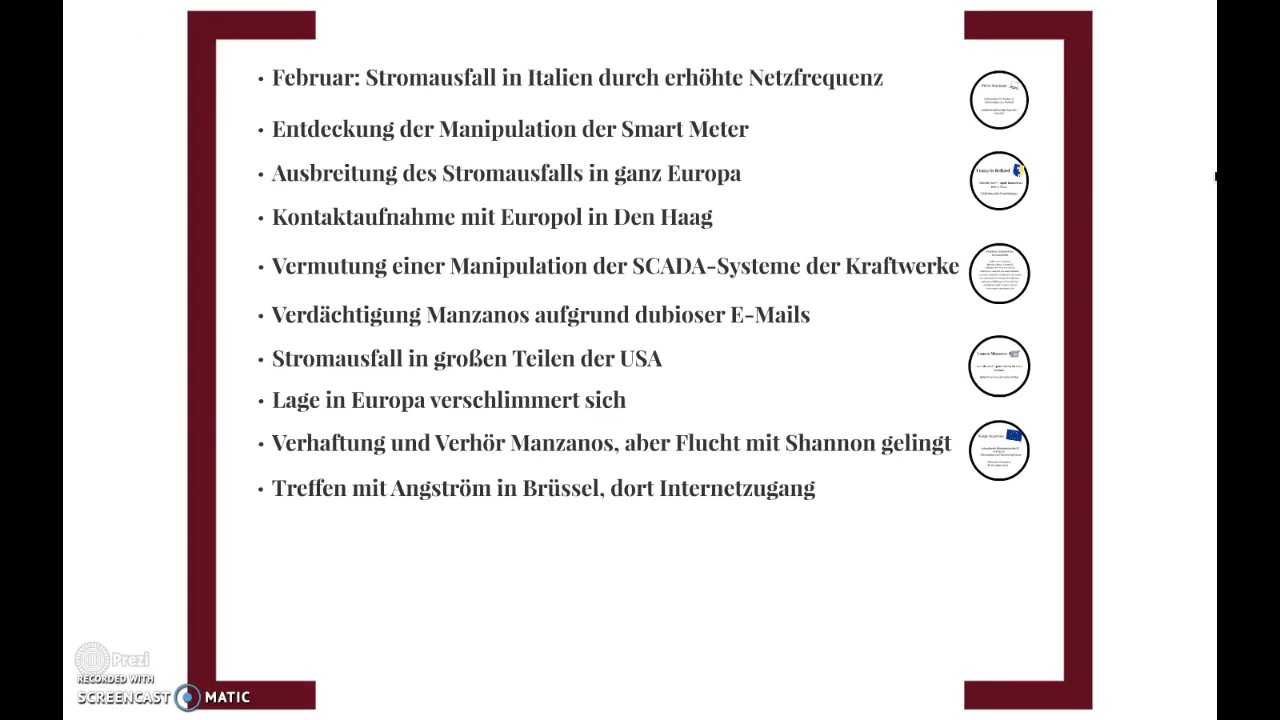 • Februar: Stromausfall in Italien durch erhöhte Netzfrequenz
• Entdeckung der Manipulation der Smart Meter
• Ausbreitung des Stromausfalls in ganz Europa
• Kontaktaufnahme mit Europol in Den Haag
• Vermutung einer Manipulation der SCADA-Systeme der Kraftwerke
• Verdächtigung Manzanos aufgrund dubioser E-Mails
• Stromausfall in großen Teilen der USA
• Lage in Europa verschlimmert sich
• Verhaftung und Verhör Manzanos, aber Flucht mit Shannon gelingt
• Treffen mit Angström in Brüssel, dort Internetzugang
Prezi
RECORDED WITH
SCREENCAST MATIC